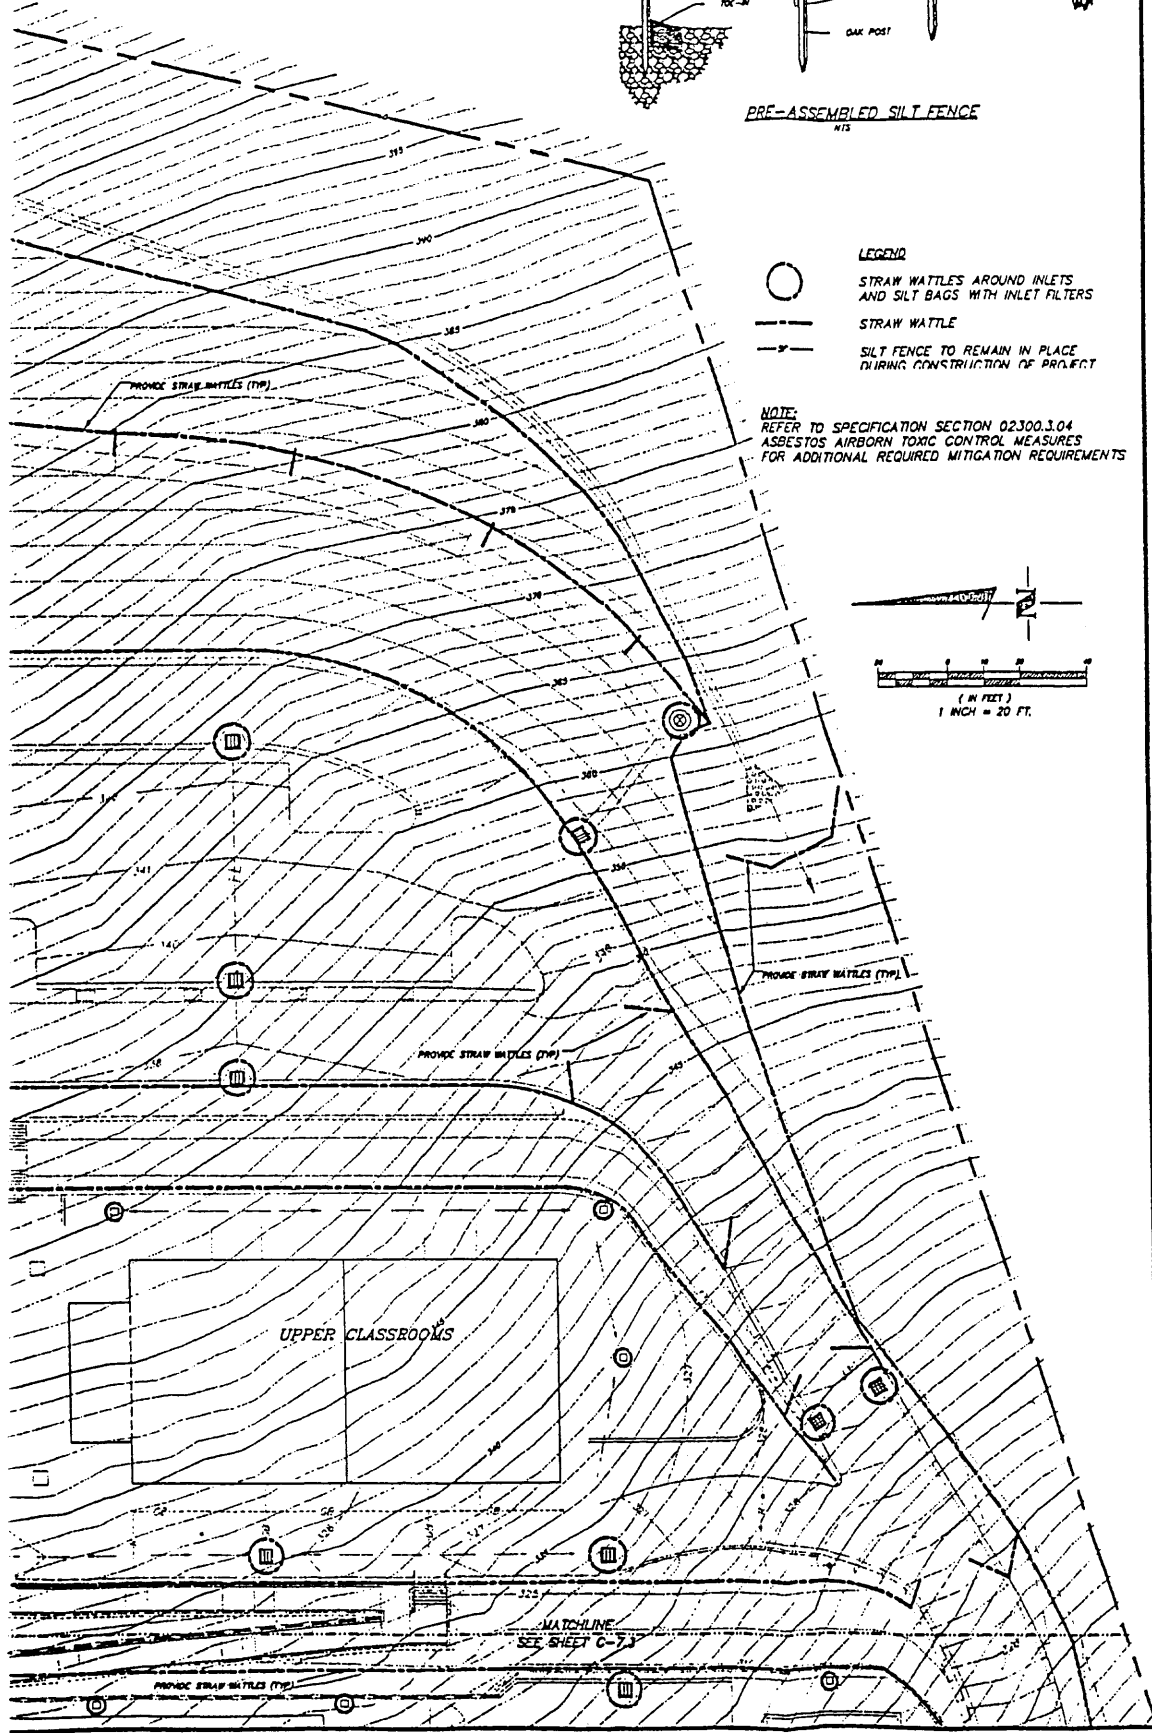 OAK POST
PRE-ASSEMBLED SILT FENCE
NTS
395
390
385
LEGEND
STRAW WATTLES AROUND INLETS
AND SILT BAGS WITH INLET FILTERS
STRAW WATTLE
SF
SILT FENCE TO REMAIN IN PLACE
DURING CONSTRUCTION OF PROJECT
PROVIDE STRAW WATTLES (TYP)
380
NOTE:
REFER TO SPECIFICATION SECTION 02300.3.04
ASBESTOS AIRBORN TOXIC CONTROL MEASURES
FOR ADDITIONAL REQUIRED MITIGATION REQUIREMENTS
375
370
365
( IN FEET )
1 INCH = 20 FT.
360
355
341
340
PROVIDE STRAW WATTLES (TYP)
PROVIDE STRAW WATTLES (TYP)
338
345
UPPER CLASSROOMS
327
340
325
MATCHLINE
SEE SHEET C-7.3
PROVIDE STRAW WATTLES (TYP)